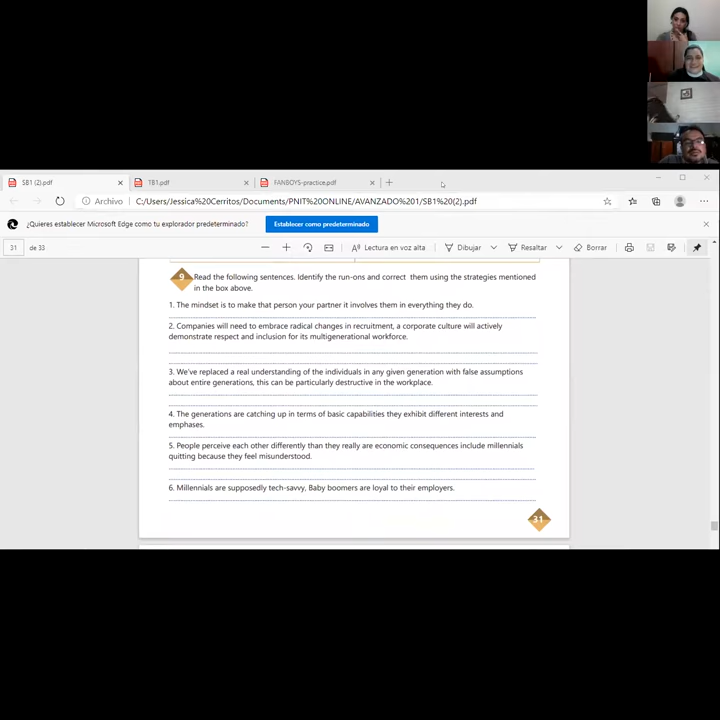 SB1 (2).pdf
TB1.pdf
FANBOYS-practice.pdf
Archivo
C:/Users/Jessica%20Cerritos/Documents/PNIT%20ONLINE/AVANZADO%201/SB1%20(2).pdf
¿Quieres establecer Microsoft Edge como tu explorador predeterminado?
Establecer como predeterminado
31 de 33
Lectura en voz alta
Dibujar
Resaltar
Borrar
9 Read the following sentences. Identify the run-ons and correct them using the strategies mentioned
in the box above.
1. The mindset is to make that person your partner it involves them in everything they do.
2. Companies will need to embrace radical changes in recruitment, a corporate culture will actively
demonstrate respect and inclusion for its multigenerational workforce.
3. We've replaced a real understanding of the individuals in any given generation with false assumptions
about entire generations, this can be particularly destructive in the workplace.
4. The generations are catching up in terms of basic capabilities they exhibit different interests and
emphases.
5. People perceive each other differently than they really are economic consequences include millennials
quitting because they feel misunderstood.
6. Millennials are supposedly tech-savvy, Baby boomers are loyal to their employers.
31